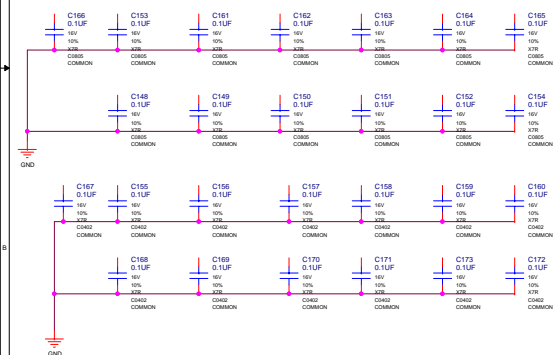 C166 C153 C161 C162 C163 C164 C165
0.1UF 0.1UF 0.1UF 0.1UF 0.1UF 0.1UF 0.1UF
16V 16V 16V 16V 16V 16V 16V
10% 10% 10% 10% 10% 10% 10%
X7R X7R X7R X7R X7R X7R X7R
C0805 C0805 C0805 C0805 C0805 C0805 C0805
COMMON COMMON COMMON COMMON COMMON COMMON COMMON
C148 C149 C150 C151 C152 C154
0.1UF 0.1UF 0.1UF 0.1UF 0.1UF 0.1UF
16V 16V 16V 16V 16V 16V
10% 10% 10% 10% 10% 10%
X7R X7R X7R X7R X7R X7R
C0805 C0805 C0805 C0805 C0805 C0805
COMMON COMMON COMMON COMMON COMMON COMMON
GND
C167 C155 C156 C157 C158 C159 C160
0.1UF 0.1UF 0.1UF 0.1UF 0.1UF 0.1UF 0.1UF
16V 16V 16V 16V 16V 16V 16V
10% 10% 10% 10% 10% 10% 10%
X7R X7R X7R X7R X7R X7R X7R
C0402 C0402 C0402 C0402 C0402 C0402 C0402
COMMON COMMON COMMON COMMON COMMON COMMON COMMON
B
C168 C169 C170 C171 C173 C172
0.1UF 0.1UF 0.1UF 0.1UF 0.1UF 0.1UF
16V 16V 16V 16V 16V 16V
10% 10% 10% 10% 10% 10%
X7R X7R X7R X7R X7R X7R
C0402 C0402 C0402 C0402 C0402 C0402
COMMON COMMON COMMON COMMON COMMON COMMON
GND